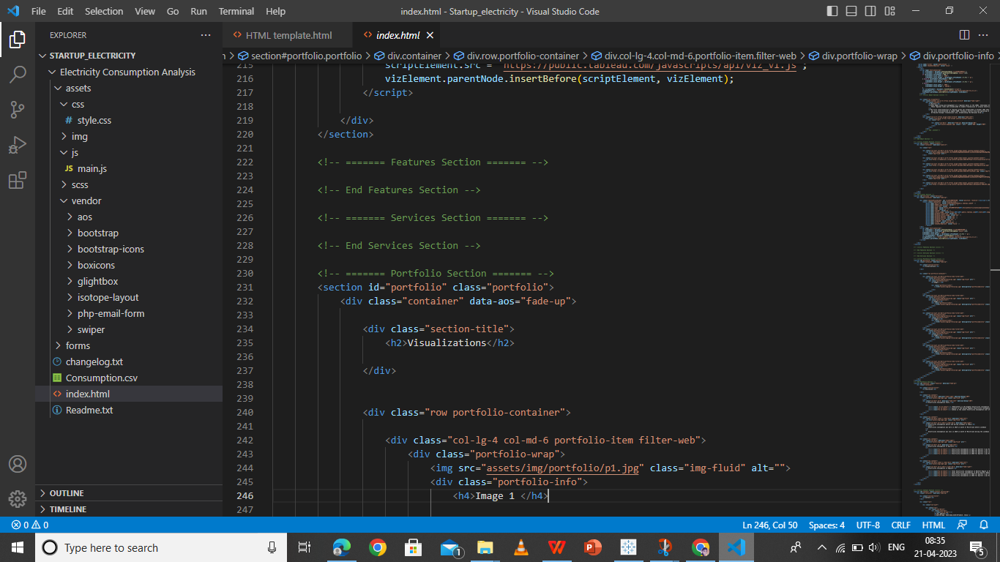 File Edit Selection View Go Run Terminal Help
index.html - Startup_electricity - Visual Studio Code
EXPLORER
STARTUP_ELECTRICITY
Electricity Consumption Analysis
assets
css
# style.css
img
js
JS main.js
scss
vendor
aos
bootstrap
bootstrap-icons
boxicons
glightbox
isotope-layout
php-email-form
swiper
forms
changelog.txt
Consumption.csv
index.html
Readme.txt
OUTLINE
TIMELINE
HTML template.html
index.html
section#portfolio.portfolio > div.container > div.row.portfolio-container > div.col-lg-4.col-md-6.portfolio-item.filter-web > div.portfolio-wrap > div.portfolio-info
215 scriptElement.src = 'https://public.tableau.com/javascripts/api/viz_v1.js';
216 vizElement.parentNode.insertBefore(scriptElement, vizElement);
217 </script>
218
219 </div>
220 </section>
221
222 <!-- ======= Features Section ======= -->
223
224 <!-- End Features Section -->
225
226 <!-- ======= Services Section ======= -->
227
228 <!-- End Services Section -->
229
230 <!-- ======= Portfolio Section ======= -->
231 <section id="portfolio" class="portfolio">
232 <div class="container" data-aos="fade-up">
233
234 <div class="section-title">
235 <h2>Visualizations</h2>
236
237 </div>
238
239
240 <div class="row portfolio-container">
241
242 <div class="col-lg-4 col-md-6 portfolio-item filter-web">
243 <div class="portfolio-wrap">
244 <img src="assets/img/portfolio/p1.jpg" class="img-fluid" alt="">
245 <div class="portfolio-info">
246 <h4>Image 1 </h4>
247
0 0
Ln 246, Col 50 Spaces: 4 UTF-8 CRLF HTML
Type here to search
1
ENG
08:35
21-04-2023
5